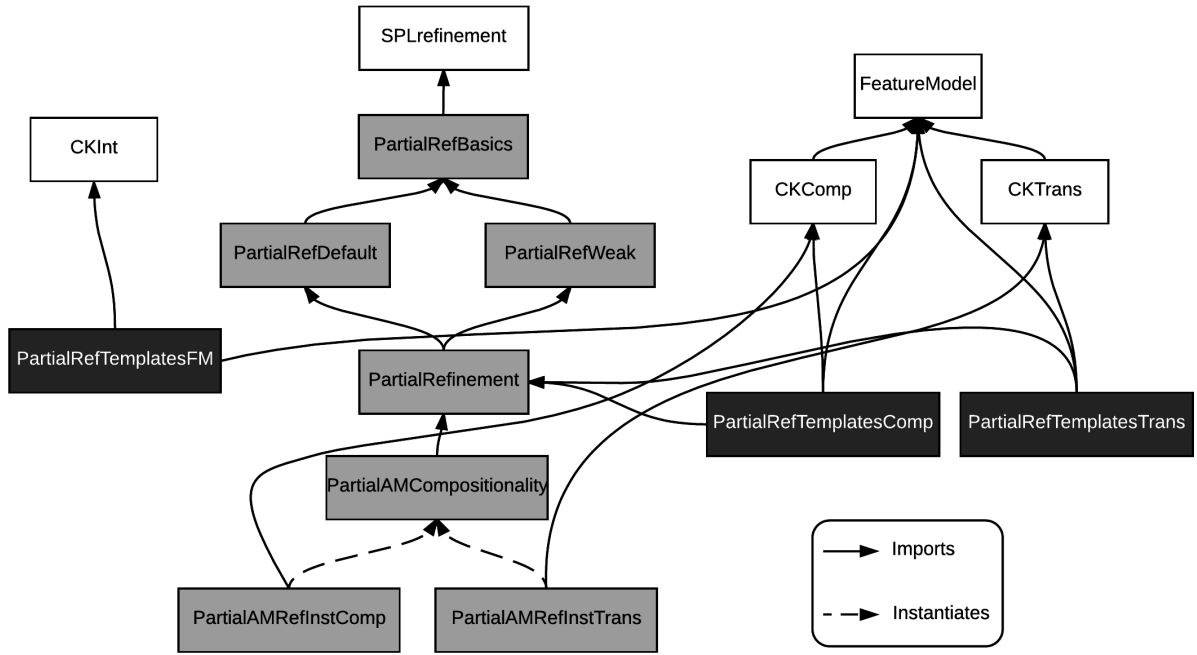 SPLrefinement
FeatureModel
CKInt
PartialRefBasics
CKComp
CKTrans
PartialRefDefault
PartialRefWeak
PartialRefTemplatesFM
PartialRefinement
PartialRefTemplatesComp
PartialRefTemplatesTrans
PartialAMCompositionality
Imports
PartialAMRefInstComp
PartialAMRefInstTrans
Instantiates